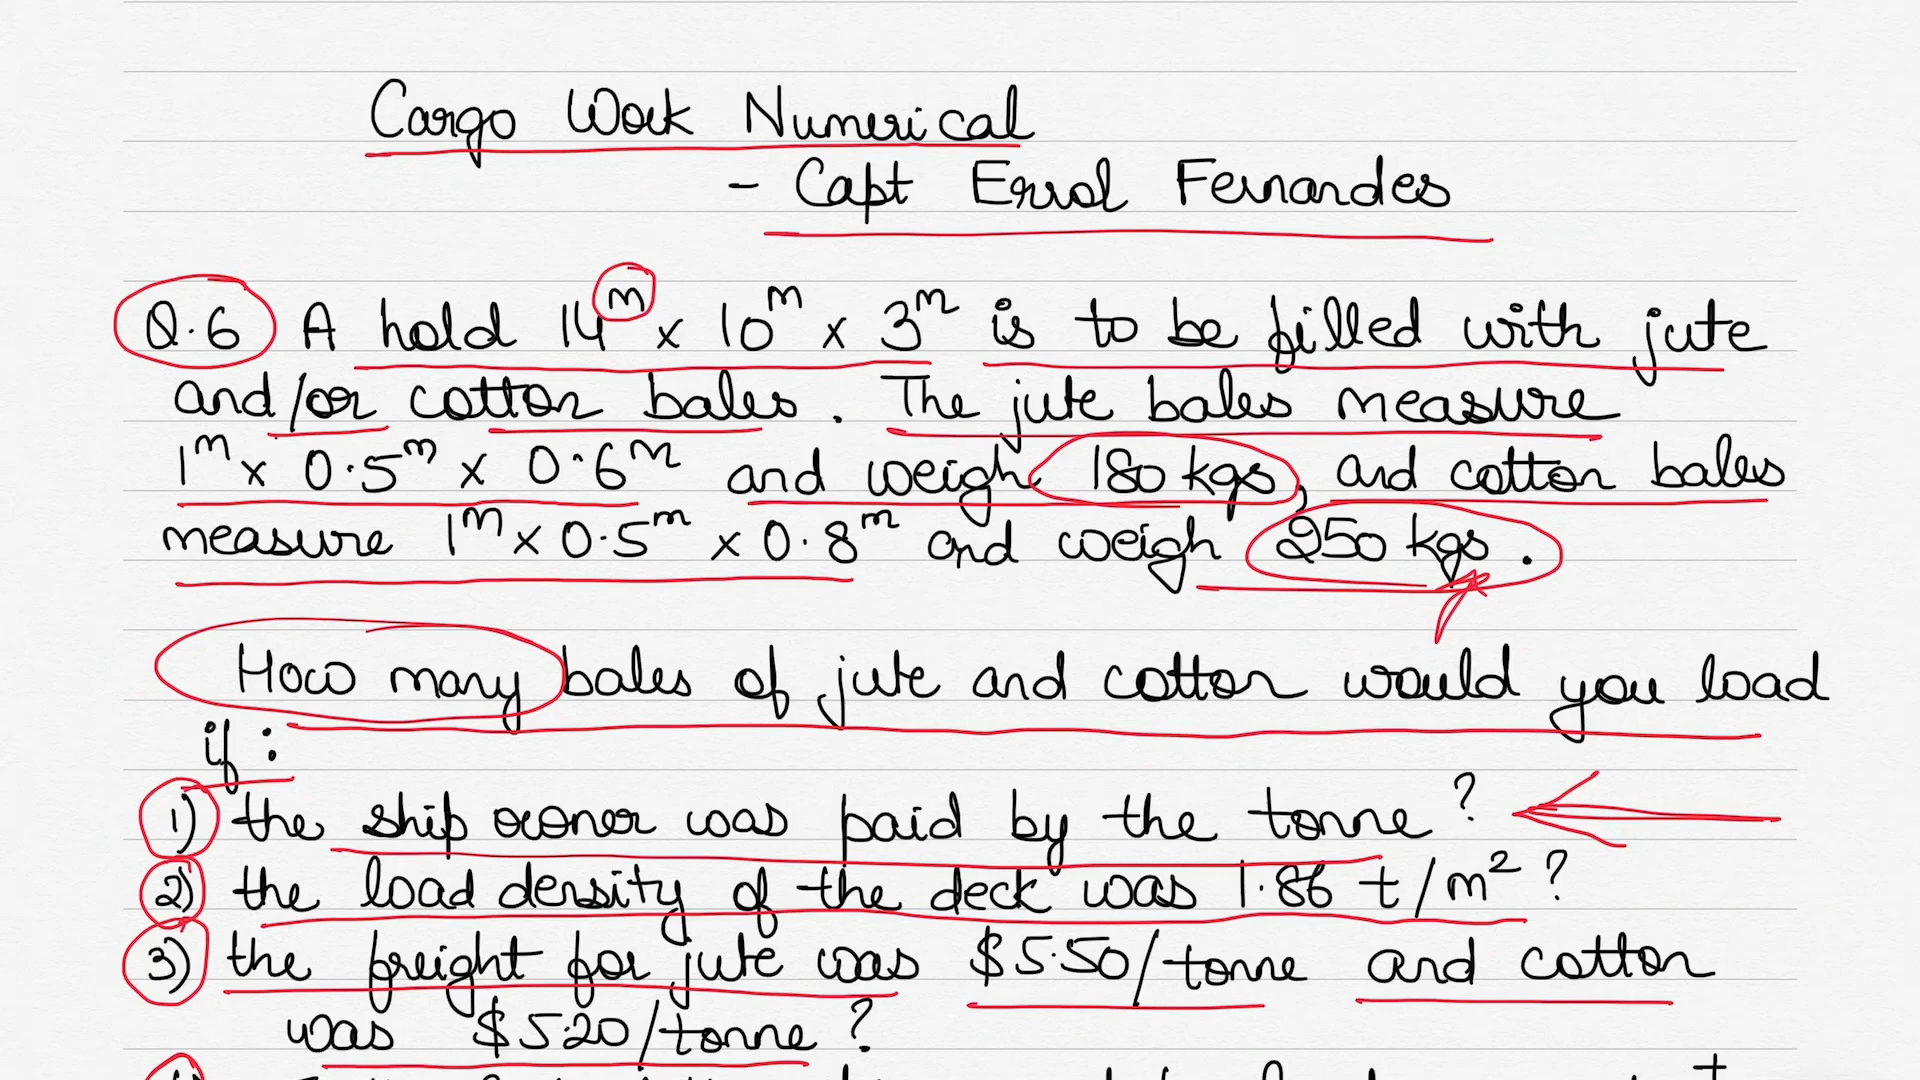 Cargo Work Numerical
- Capt Errol Fernandes
Q.6 A hold 14ᵐ x 10ᵐ x 3ᵐ is to be filled with jute
and/or cotton bales. The jute bales measure
1ᵐ x 0.5ᵐ x 0.6ᵐ and weigh 180 kgs, and cotton bales
measure 1ᵐ x 0.5ᵐ x 0.8ᵐ and weigh 250 kgs.
How many bales of jute and cotton would you load
if :
1) the ship owner was paid by the tonne ?
2) the load density of the deck was 1.86 t/m² ?
3) the freight for jute was $5.50/tonne and cotton
was $5.20/tonne ?